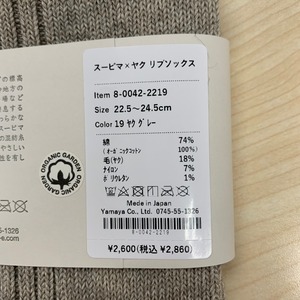 スーピマ×ヤク リブソックス
Item 8-0042-2219
Size 22.5〜24.5cm
Color 19 ヤク グレー
綿 74%
(オーガニックコットン 100%)
毛(ヤク) 18%
ナイロン 7%
ポリウレタン 1%
Made in Japan
Yamaya Co., Ltd. 0745-55-1326
8-0042-2219
¥2,600(税込 ¥2,860)
ORGANIC GARDEN ORGANIC GARDEN